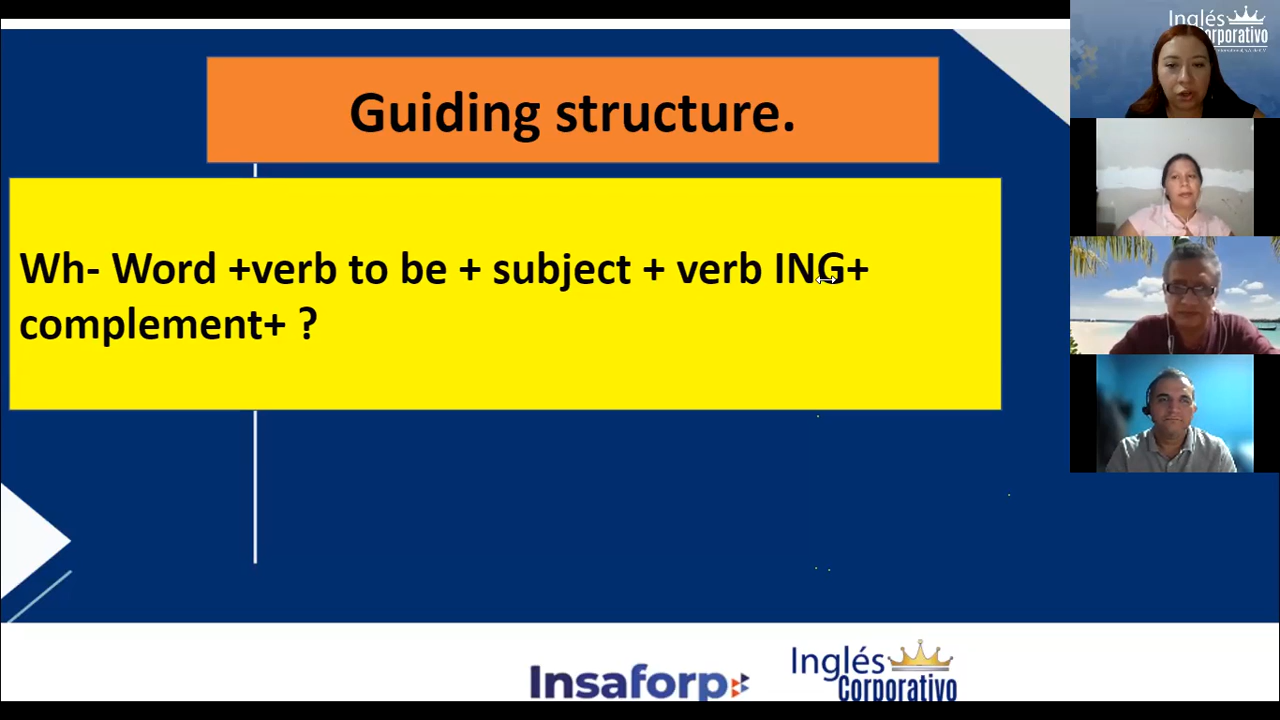 Guiding structure.
Wh- Word +verb to be + subject + verb ING+
complement+ ?
Insaforp
Inglés
Corporativo
Inglés
Corporativo